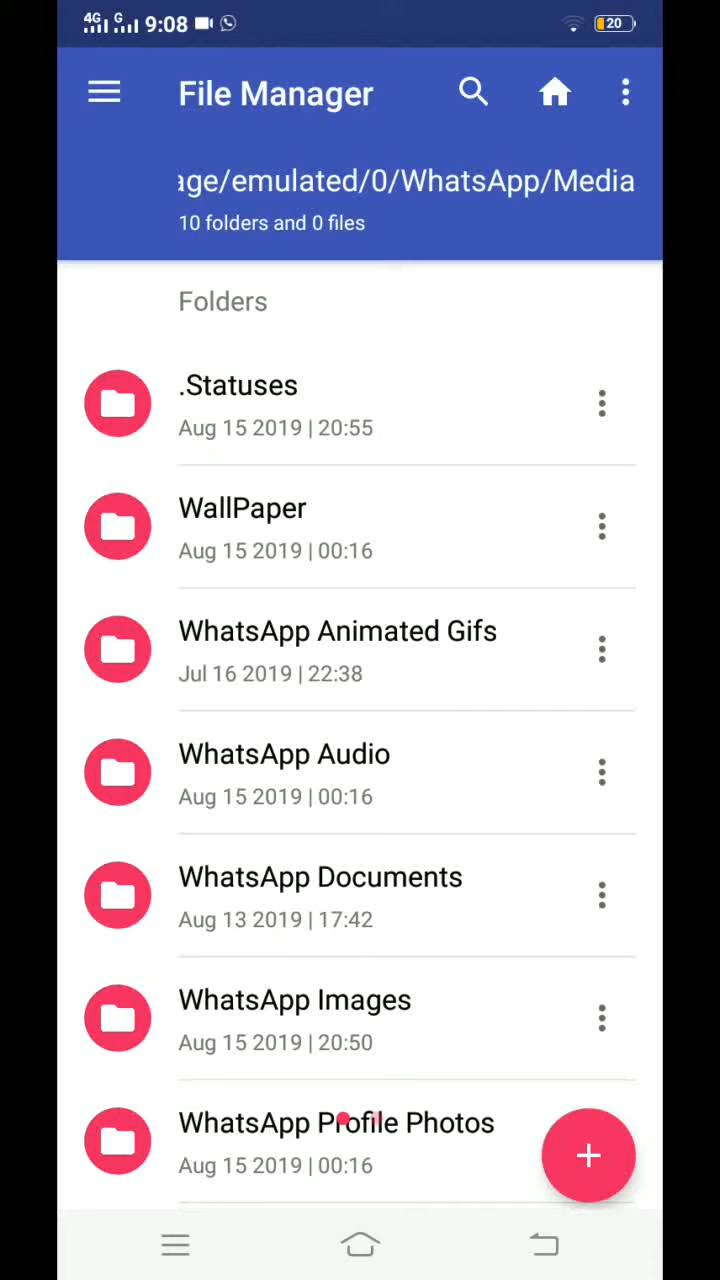 4G G 9:08 20
File Manager
age/emulated/0/WhatsApp/Media
10 folders and 0 files
Folders
.Statuses
Aug 15 2019 | 20:55
WallPaper
Aug 15 2019 | 00:16
WhatsApp Animated Gifs
Jul 16 2019 | 22:38
WhatsApp Audio
Aug 15 2019 | 00:16
WhatsApp Documents
Aug 13 2019 | 17:42
WhatsApp Images
Aug 15 2019 | 20:50
WhatsApp Profile Photos
Aug 15 2019 | 00:16